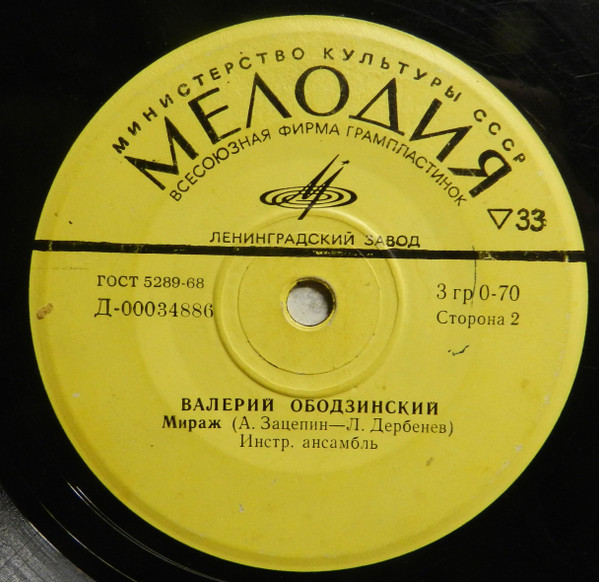 МИНИСТЕРСТВО КУЛЬТУРЫ СССР
МЕЛОДИЯ
ВСЕСОЮЗНАЯ ФИРМА ГРАМПЛАСТИНОК
▽33
ЛЕНИНГРАДСКИЙ ЗАВОД
ГОСТ 5289-68
Д-00034886
3 гр 0-70
Сторона 2
ВАЛЕРИЙ ОБОДЗИНСКИЙ
Мираж (А. Зацепин—Л. Дербенев)
Инстр. ансамбль